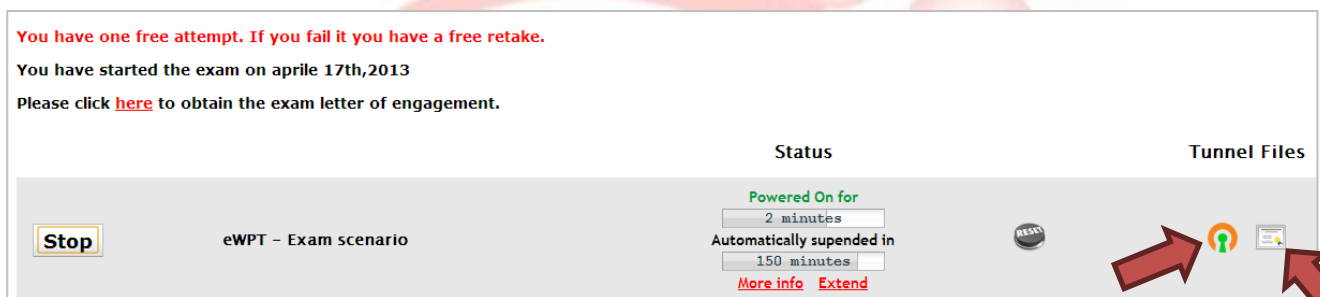 You have one free attempt. If you fail it you have a free retake.
You have started the exam on aprile 17th,2013
Please click here to obtain the exam letter of engagement.
Status
Tunnel Files
Powered On for
2 minutes
Stop
eWPT - Exam scenario
Automatically supended in
RESET
150 minutes
More info Extend